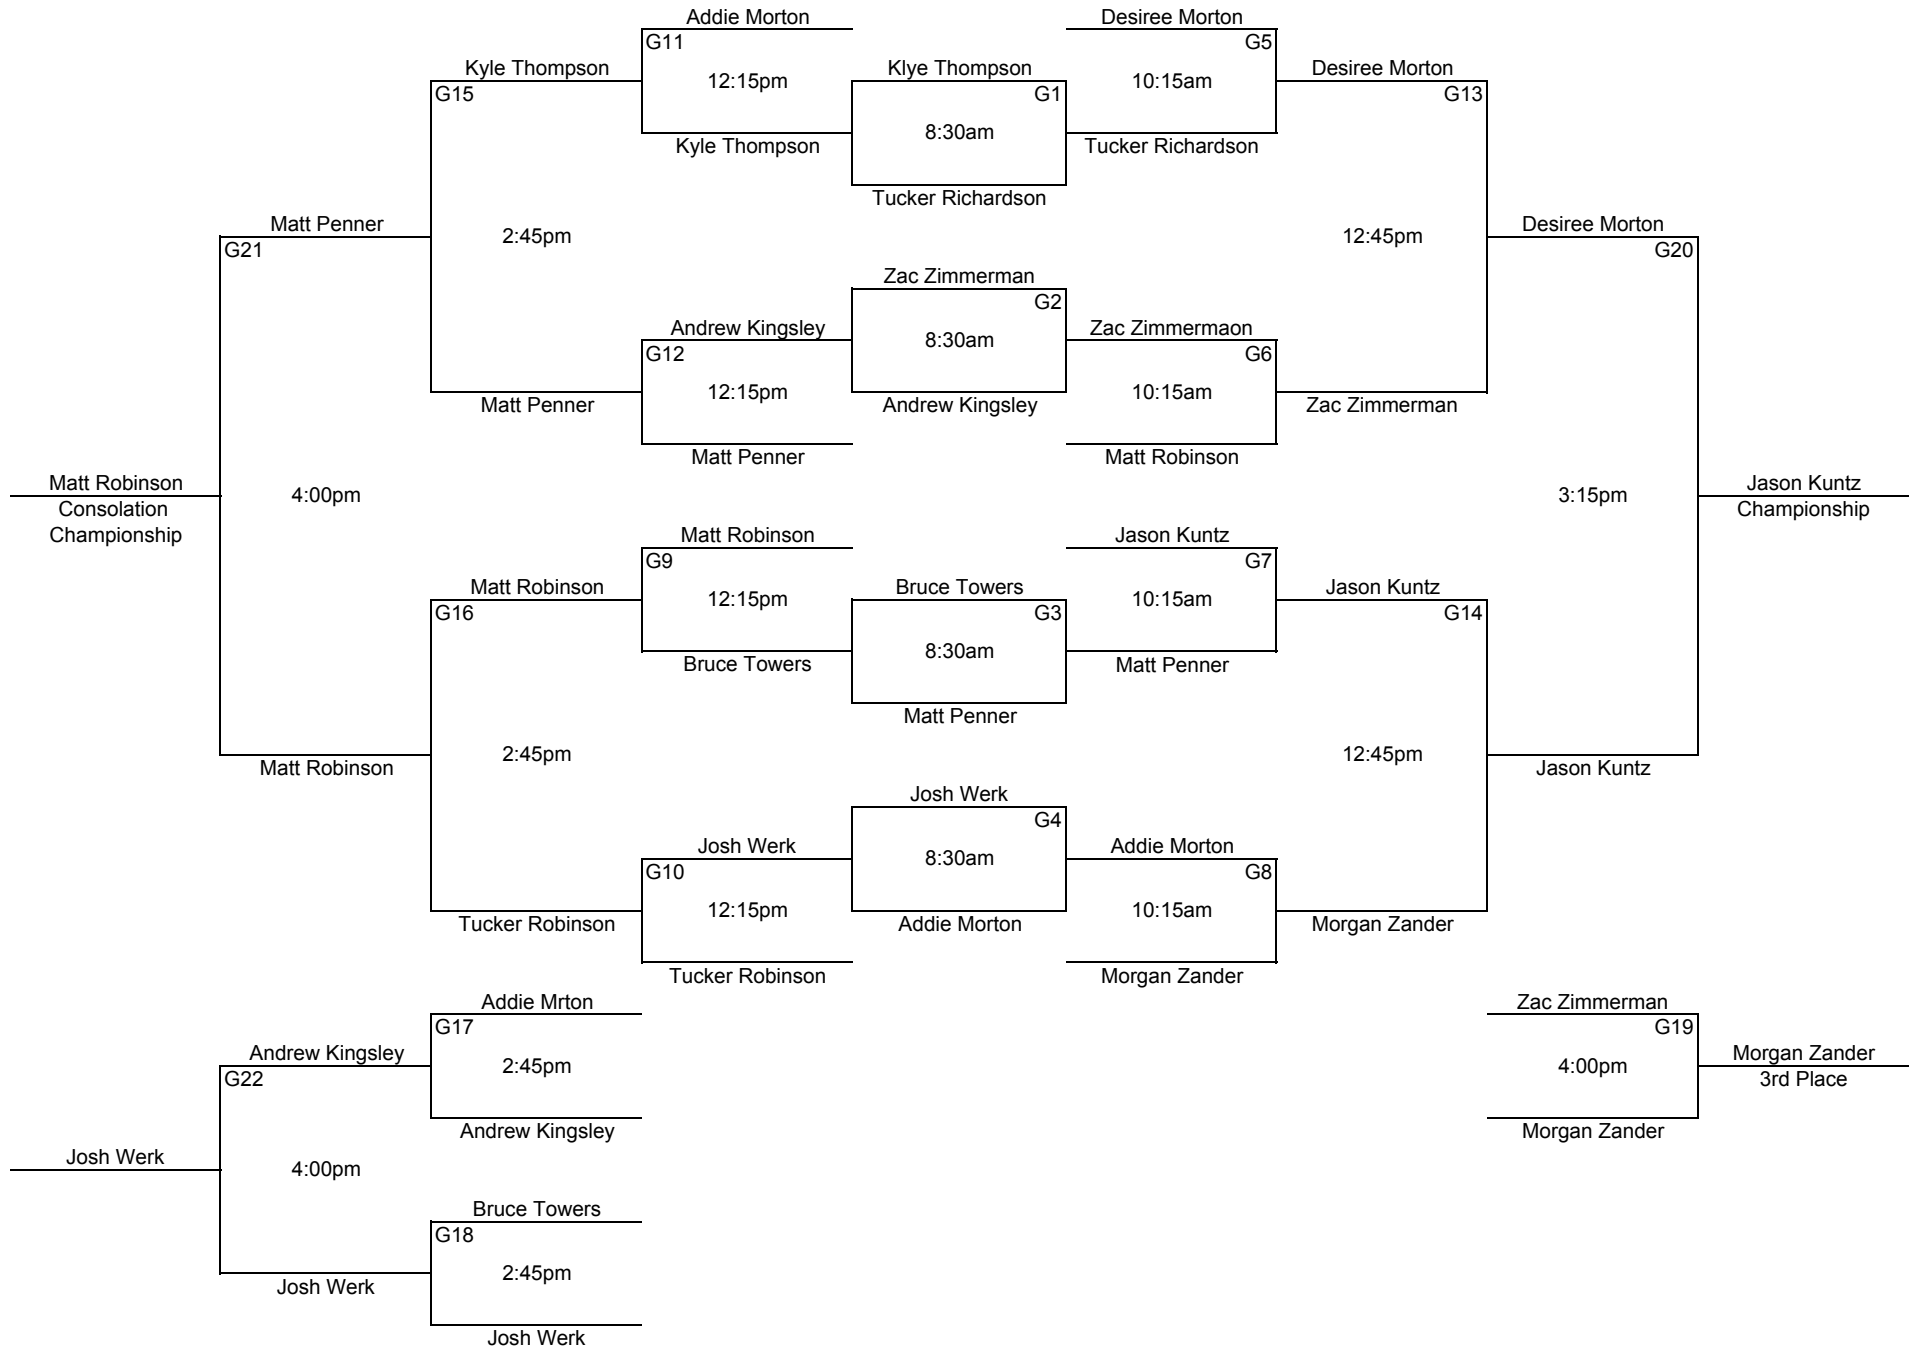 Addie Morton
Desiree Morton
G11
G5
Kyle Thompson
12:15pm
Klye Thompson
10:15am
Desiree Morton
G15
G1
G13
8:30am
Kyle Thompson
Tucker Richardson
Tucker Richardson
Matt Penner
2:45pm
12:45pm
Desiree Morton
G21
G20
Zac Zimmerman
G2
Andrew Kingsley
8:30am
Zac Zimmermaon
G12
G6
12:15pm
10:15am
Matt Penner
Andrew Kingsley
Zac Zimmerman
Matt Penner
Matt Robinson
Matt Robinson
4:00pm
3:15pm
Jason Kuntz
Consolation
Championship
Championship
Matt Robinson
Jason Kuntz
G9
G7
Matt Robinson
12:15pm
Bruce Towers
10:15am
Jason Kuntz
G16
G3
G14
8:30am
Bruce Towers
Matt Penner
Matt Penner
2:45pm
12:45pm
Matt Robinson
Jason Kuntz
Josh Werk
G4
Josh Werk
8:30am
Addie Morton
G10
G8
12:15pm
10:15am
Tucker Robinson
Addie Morton
Morgan Zander
Tucker Robinson
Morgan Zander
Addie Mrton
Zac Zimmerman
G17
G19
Andrew Kingsley
2:45pm
4:00pm
Morgan Zander
G22
3rd Place
Andrew Kingsley
Morgan Zander
Josh Werk
4:00pm
Bruce Towers
G18
2:45pm
Josh Werk
Josh Werk